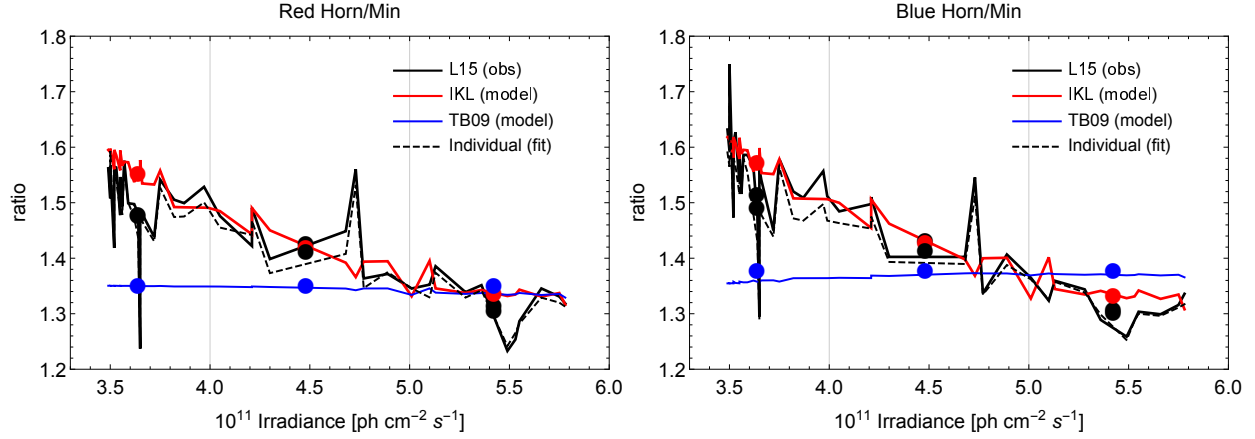 Red Horn/Min
1.8
1.7
1.6
1.5
1.4
1.3
1.2
ratio
L15 (obs)
IKL (model)
TB09 (model)
Individual (fit)
3.5 4.0 4.5 5.0 5.5 6.0
10¹¹ Irradiance [ph cm⁻² s⁻¹]
Blue Horn/Min
1.8
1.7
1.6
1.5
1.4
1.3
1.2
ratio
L15 (obs)
IKL (model)
TB09 (model)
Individual (fit)
3.5 4.0 4.5 5.0 5.5 6.0
10¹¹ Irradiance [ph cm⁻² s⁻¹]